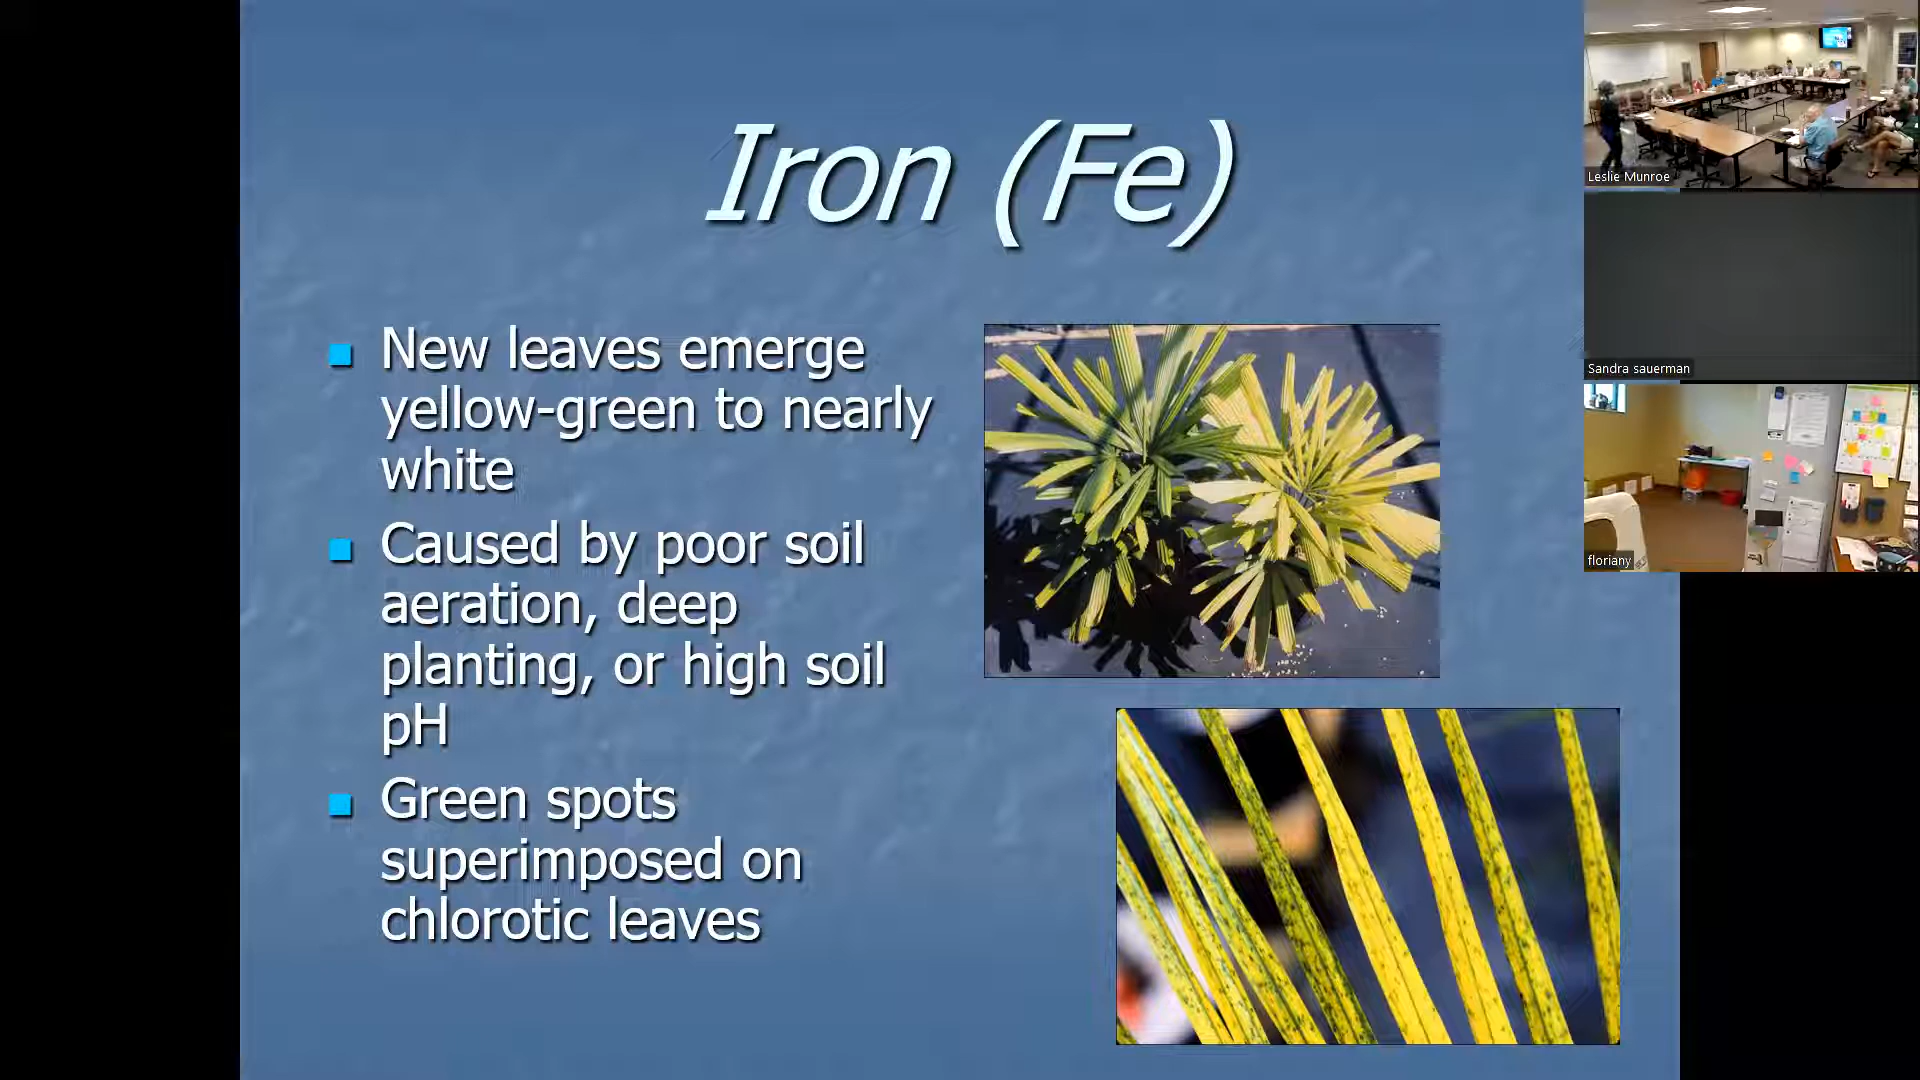 Iron (Fe)
New leaves emerge
yellow-green to nearly
white
Caused by poor soil
aeration, deep
planting, or high soil
pH
Green spots
superimposed on
chlorotic leaves
Leslie Munroe
Sandra sauerman
floriany